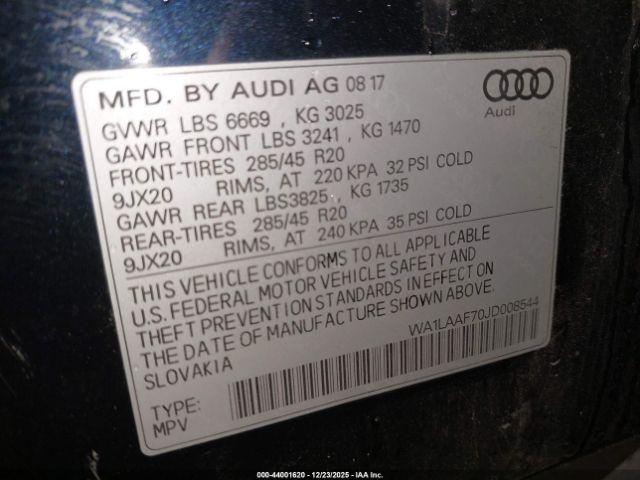 MFD. BY AUDI AG 08 17
Audi
GVWR LBS 6669 , KG 3025
GAWR FRONT LBS 3241 , KG 1470
FRONT-TIRES 285/45 R20
9JX20 RIMS, AT 220 KPA 32 PSI COLD
GAWR REAR LBS3825 , KG 1735
REAR-TIRES 285/45 R20
9JX20 RIMS, AT 240 KPA 35 PSI COLD
THIS VEHICLE CONFORMS TO ALL APPLICABLE
U.S. FEDERAL MOTOR VEHICLE SAFETY AND
THEFT PREVENTION STANDARDS IN EFFECT ON
THE DATE OF MANUFACTURE SHOWN ABOVE.
SLOVAKIA
WA1LAAF70JD008544
TYPE:
MPV
000-44001620 - 12/23/2025 - IAA Inc.